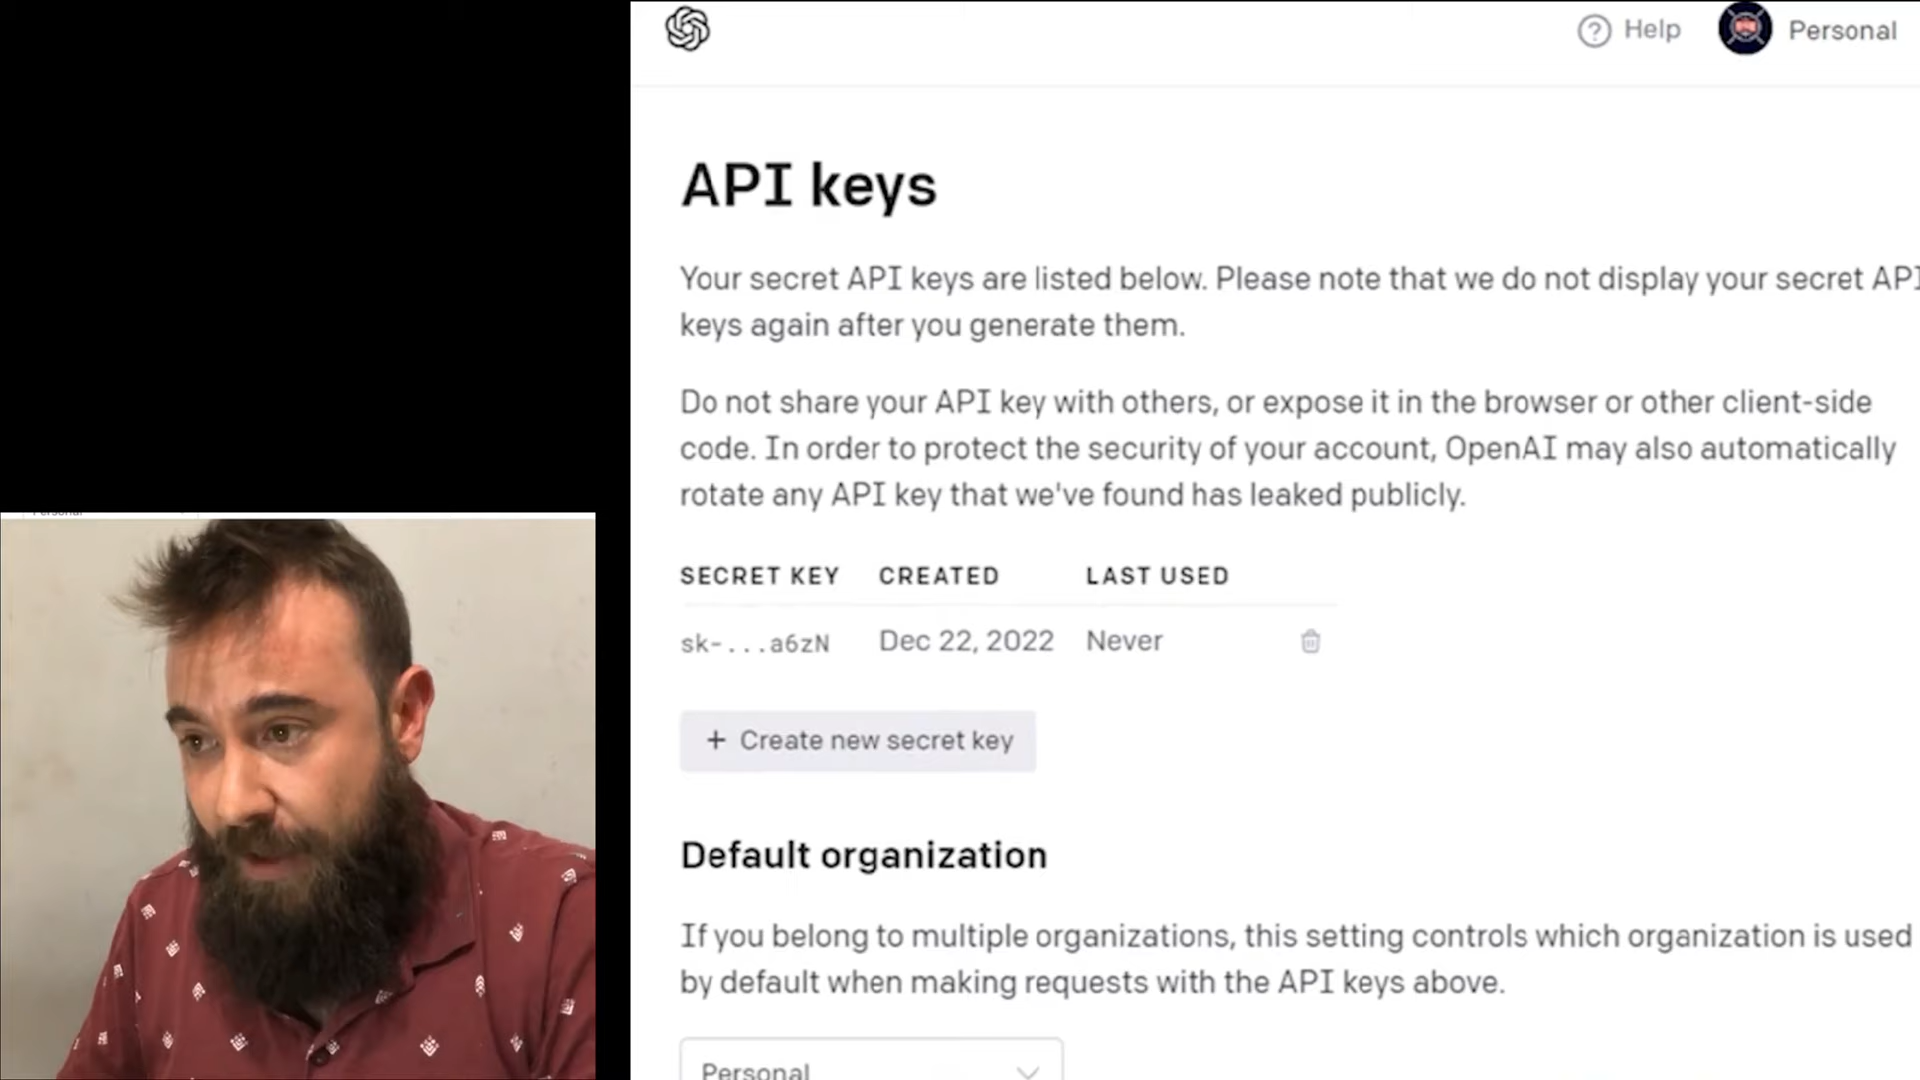 Help Personal
API keys
Your secret API keys are listed below. Please note that we do not display your secret API
keys again after you generate them.
Do not share your API key with others, or expose it in the browser or other client-side
code. In order to protect the security of your account, OpenAI may also automatically
rotate any API key that we've found has leaked publicly.
SECRET KEY CREATED LAST USED
sk-...a6zN Dec 22, 2022 Never
+ Create new secret key
Default organization
If you belong to multiple organizations, this setting controls which organization is used
by default when making requests with the API keys above.
Personal